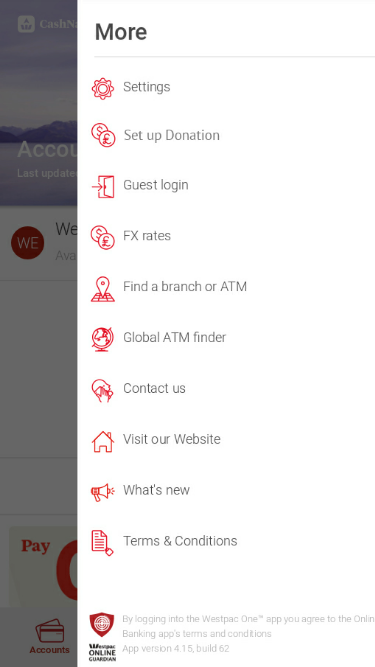 CashNa
More
Settings
Set up Donation
Accou
Last update
Guest login
We
WE
FX rates
Ava
Find a branch or ATM
Global ATM finder
Contact us
Visit our Website
What's new
Pay
Terms & Conditions
By logging into the Westpac One™ app you agree to the Onlin
Banking app's terms and conditions
Accounts
Westpac
ONLINE
GUARDIAN
App version 4.15, build 62